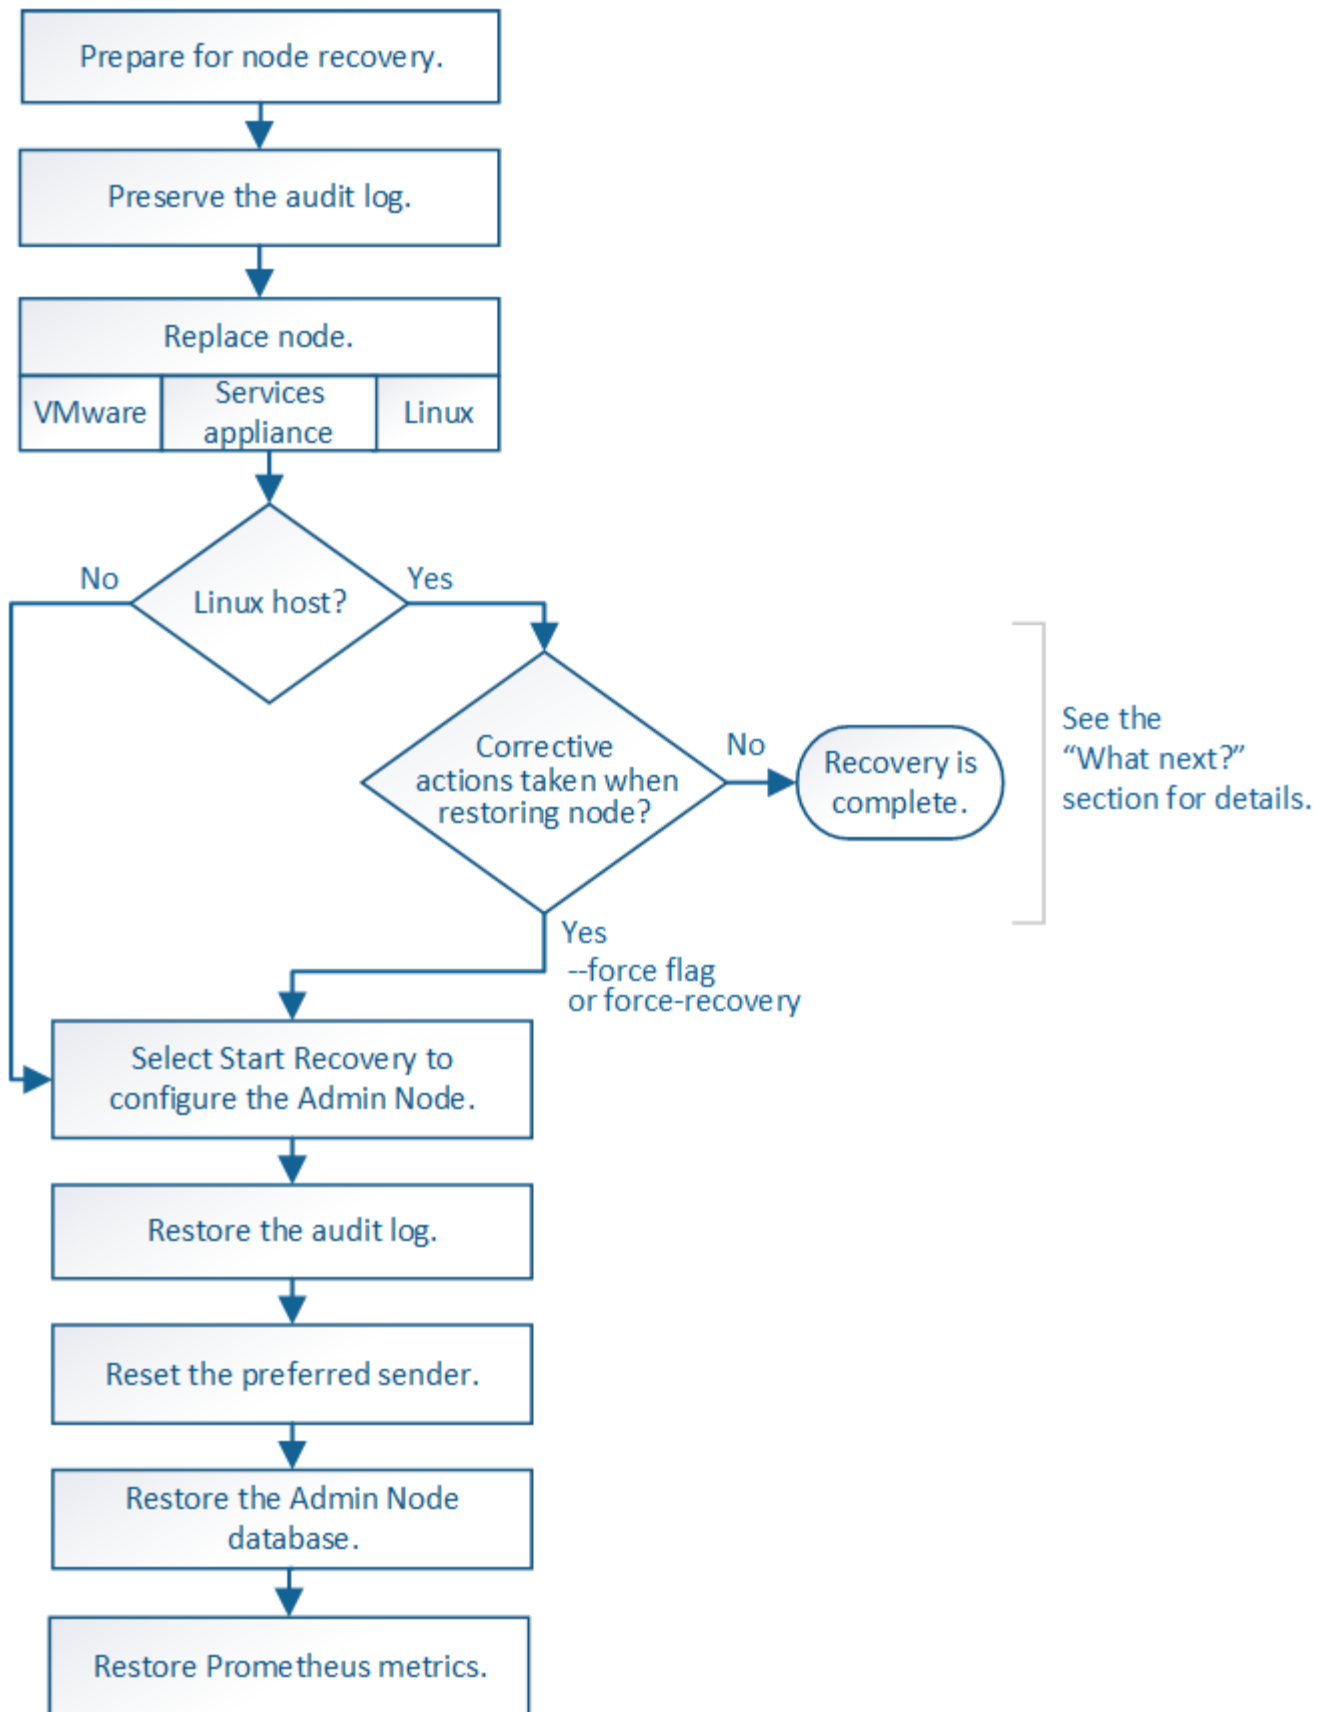 Prepare for node recovery.
Preserve the audit log.
Replace node.
VMware
Services
appliance
Linux
Linux host?
No
Yes
Corrective
actions taken when
restoring node?
No
Recovery is
complete.
See the
“What next?”
section for details.
Yes
--force flag
or force-recovery
Select Start Recovery to
configure the Admin Node.
Restore the audit log.
Reset the preferred sender.
Restore the Admin Node
database.
Restore Prometheus metrics.